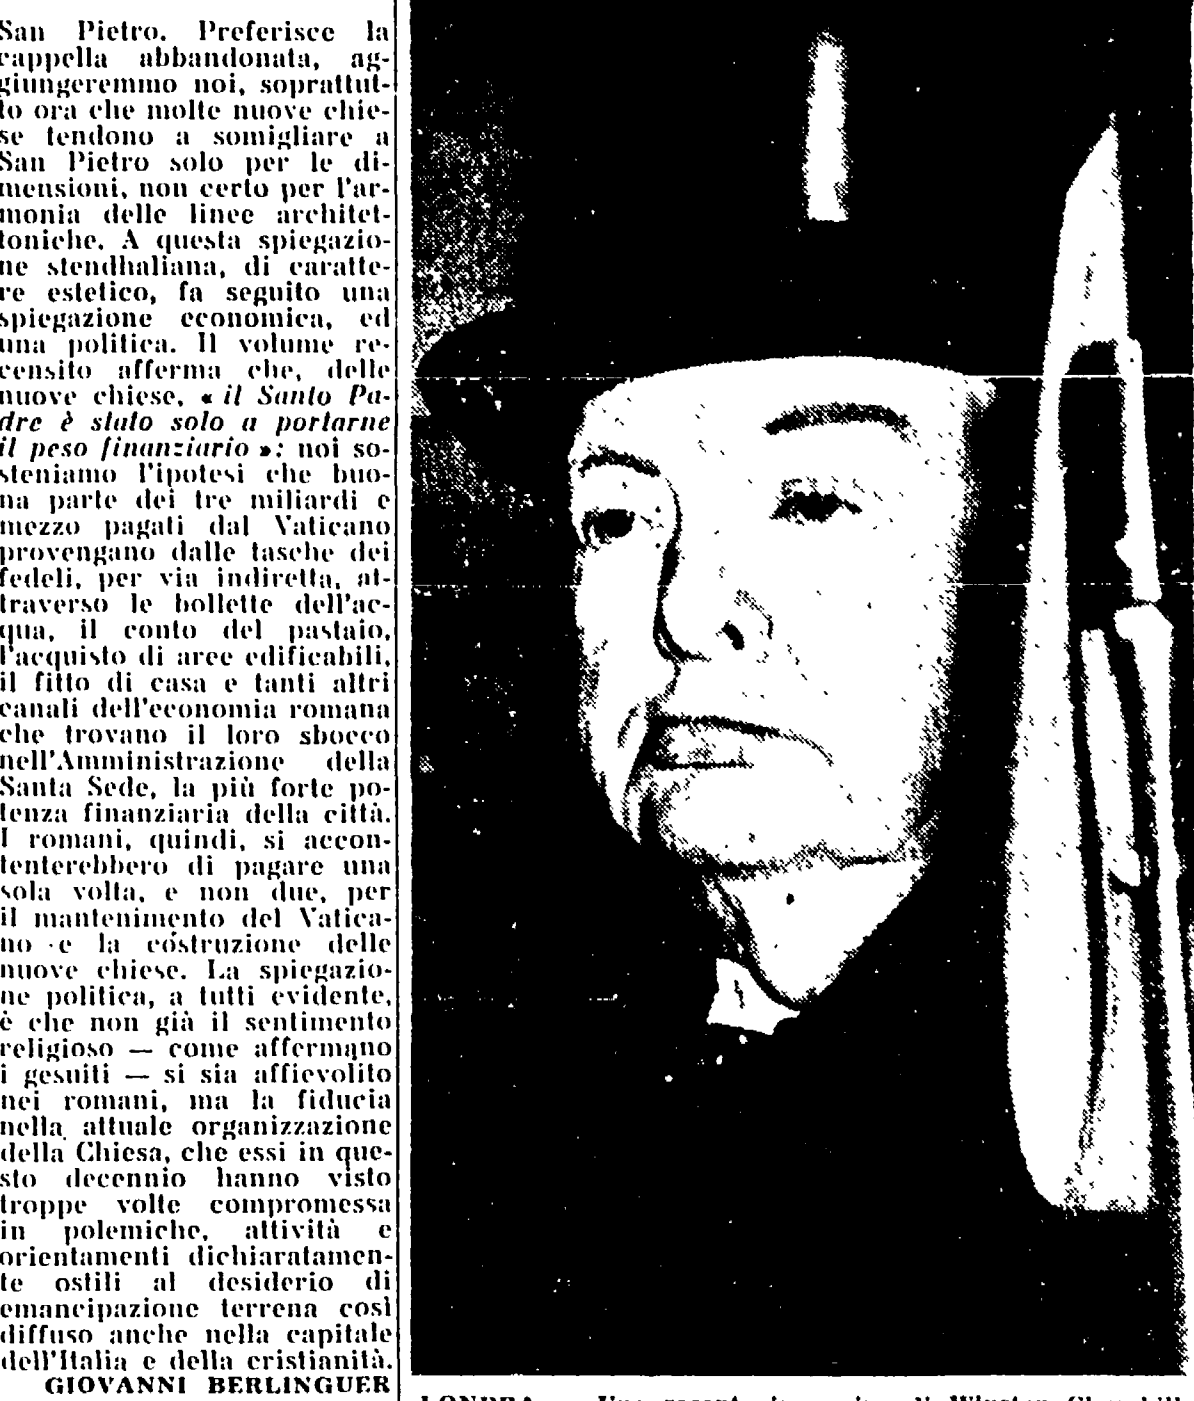 San Pietro. Preferisce la
cappella abbandonata, ag-
giungeremmo noi, soprattut-
to ora che molte nuove chie-
se tendono a somigliare a
San Pietro solo per le di-
mensioni, non certo per l'ar-
monia delle linee architet-
toniche. A questa spiegazio-
ne stendhaliana, di caratte-
re estetico, fa seguito una
spiegazione economica, ed
una politica. Il volume re-
censito afferma che, delle
nuove chiese, « il Santo Pa-
dre è stato solo a portarne
il peso finanziario »: noi so-
steniamo l'ipotesi che buo-
na parte dei tre miliardi e
mezzo pagati dal Vaticano
provengano dalle tasche dei
fedeli, per via indiretta, at-
traverso le bollette dell'ac-
qua, il conto del pastaio,
l'acquisto di aree edificabili,
il fitto di casa e tanti altri
canali dell'economia romana
che trovano il loro sbocco
nell'Amministrazione della
Santa Sede, la più forte po-
tenza finanziaria della città.
I romani, quindi, si accon-
tenterebbero di pagare una
sola volta, e non due, per
il mantenimento del Vatica-
no e la costruzione delle
nuove chiese. La spiegazio-
ne politica, a tutti evidente,
è che non già il sentimento
religioso — come affermano
i gesuiti — si sia affievolito
nei romani, ma la fiducia
nella attuale organizzazione
della Chiesa, che essi in que-
sto decennio hanno visto
troppe volte compromessa
in polemiche, attività e
orientamenti dichiaratamen-
te ostili al desiderio di
emancipazione terrena così
diffuso anche nella capitale
dell'Italia e della cristianità.
GIOVANNI BERLINGUER
LONDRA — Una recente di Winston Churchill